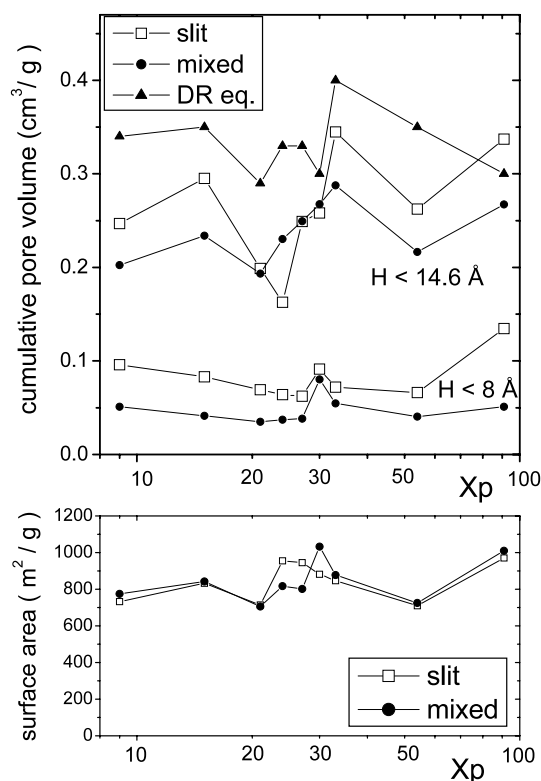 slit
mixed
DR eq.
cumulative pore volume (cm³/ g)
0.4
0.3
0.2
0.1
0.0
H < 14.6 Å
H < 8 Å
10
20
30
50
100
Xp
surface area ( m² / g)
1200
1000
800
600
400
200
0
slit
mixed
10
20
30
50
100
Xp